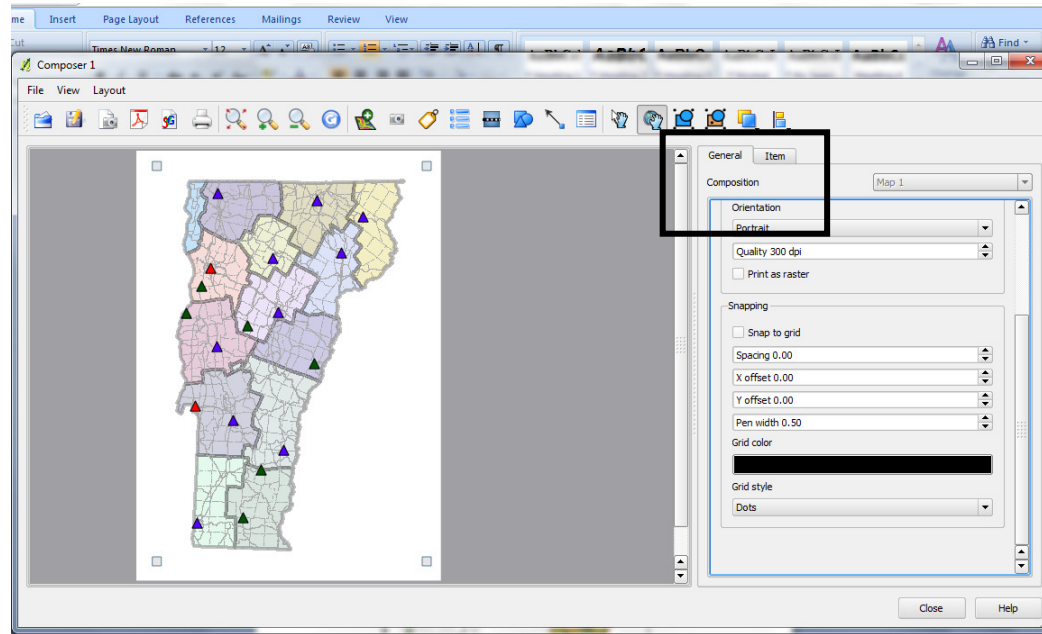 me Insert Page Layout References Mailings Review View
Cut Times New Roman 12 Find
Composer 1
File View Layout
General Item
Composition Map 1
Orientation
Portrait
Quality 300 dpi
Print as raster
Snapping
Snap to grid
Spacing 0.00
X offset 0.00
Y offset 0.00
Pen width 0.50
Grid color
Grid style
Dots
Close Help